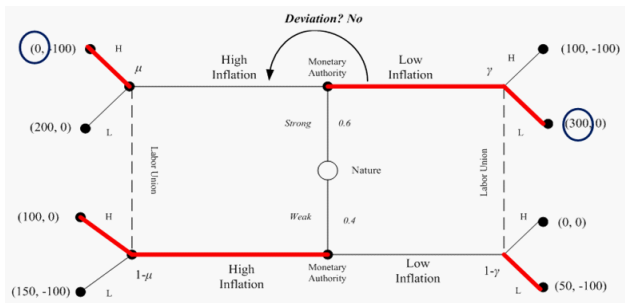 Deviation? No
(0, -100)
H
μ
High
Inflation
Monetary
Authority
Low
Inflation
γ
H
(100, -100)
(200, 0)
L
Strong
0.6
L
(300, 0)
Labor Union
Nature
Labor Union
(100, 0)
H
Weak
0.4
H
(0, 0)
(150, -100)
L
1-μ
High
Inflation
Monetary
Authority
Low
Inflation
1-γ
L
(50, -100)